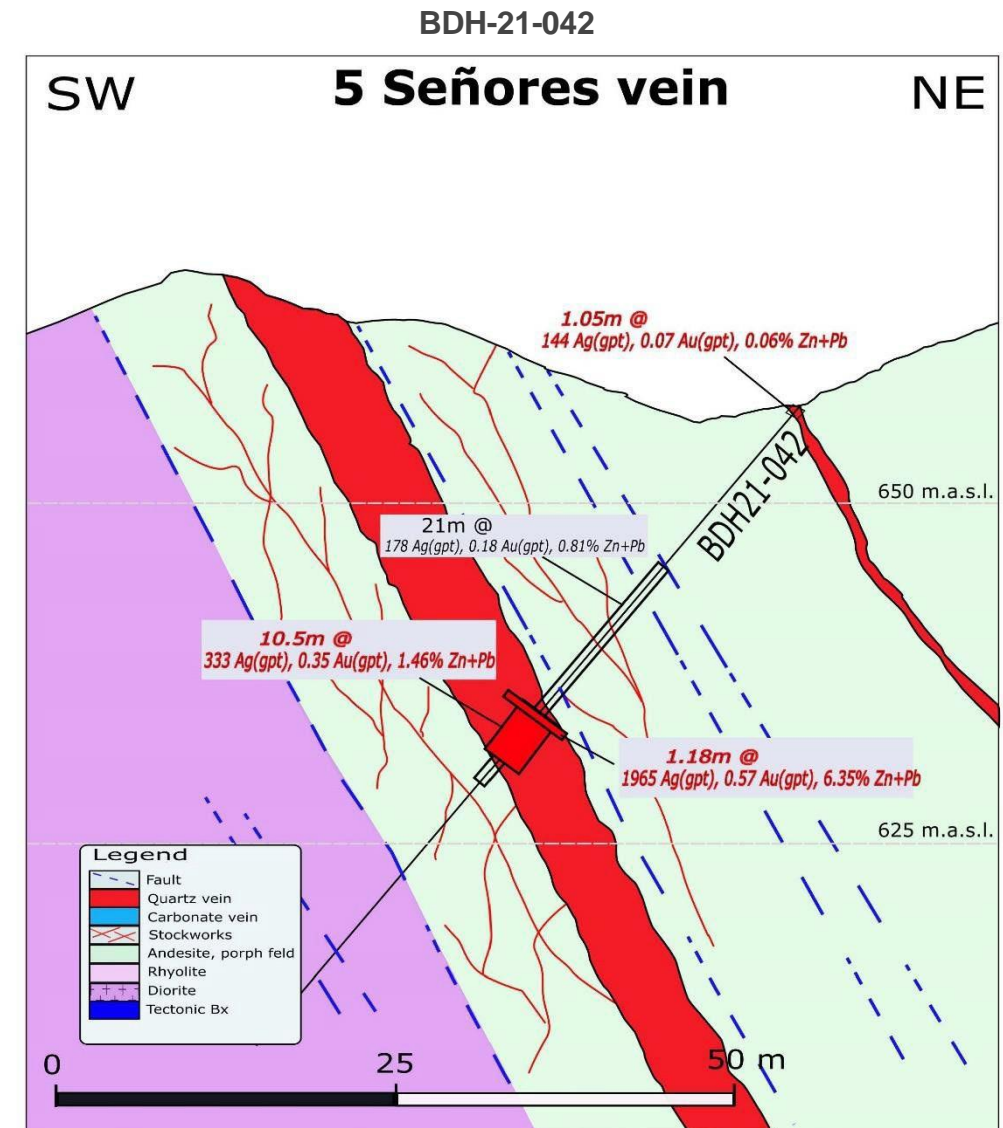 BDH-21-042
SW
5 Señores vein
NE
1.05m @
144 Ag(gpt), 0.07 Au(gpt), 0.06% Zn+Pb
650 m.a.s.l.
BDH21-042
21m @
178 Ag(gpt), 0.18 Au(gpt), 0.81% Zn+Pb
10.5m @
333 Ag(gpt), 0.35 Au(gpt), 1.46% Zn+Pb
1.18m @
1965 Ag(gpt), 0.57 Au(gpt), 6.35% Zn+Pb
625 m.a.s.l.
Legend
Fault
Quartz vein
Carbonate vein
Stockworks
Andesite, porph feld
Rhyolite
Diorite
Tectonic Bx
0
25
50 m